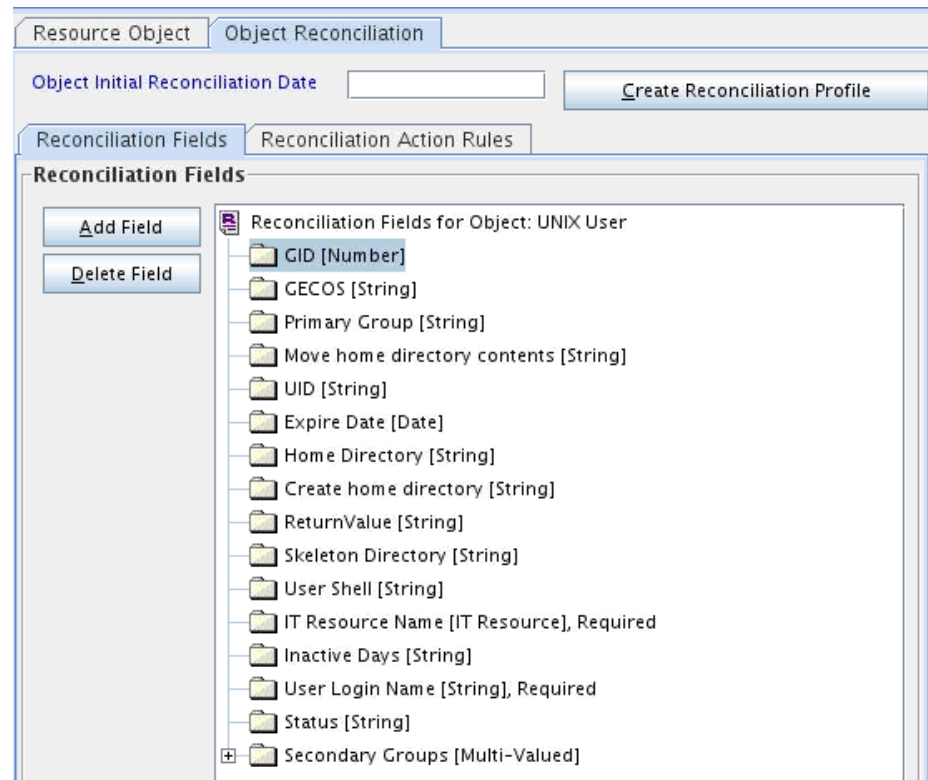 Resource Object Object Reconciliation
Object Initial Reconciliation Date Create Reconciliation Profile
Reconciliation Fields Reconciliation Action Rules
Reconciliation Fields
Add Field
Delete Field
Reconciliation Fields for Object: UNIX User
GID [Number]
GECOS [String]
Primary Group [String]
Move home directory contents [String]
UID [String]
Expire Date [Date]
Home Directory [String]
Create home directory [String]
ReturnValue [String]
Skeleton Directory [String]
User Shell [String]
IT Resource Name [IT Resource], Required
Inactive Days [String]
User Login Name [String], Required
Status [String]
Secondary Groups [Multi-Valued]